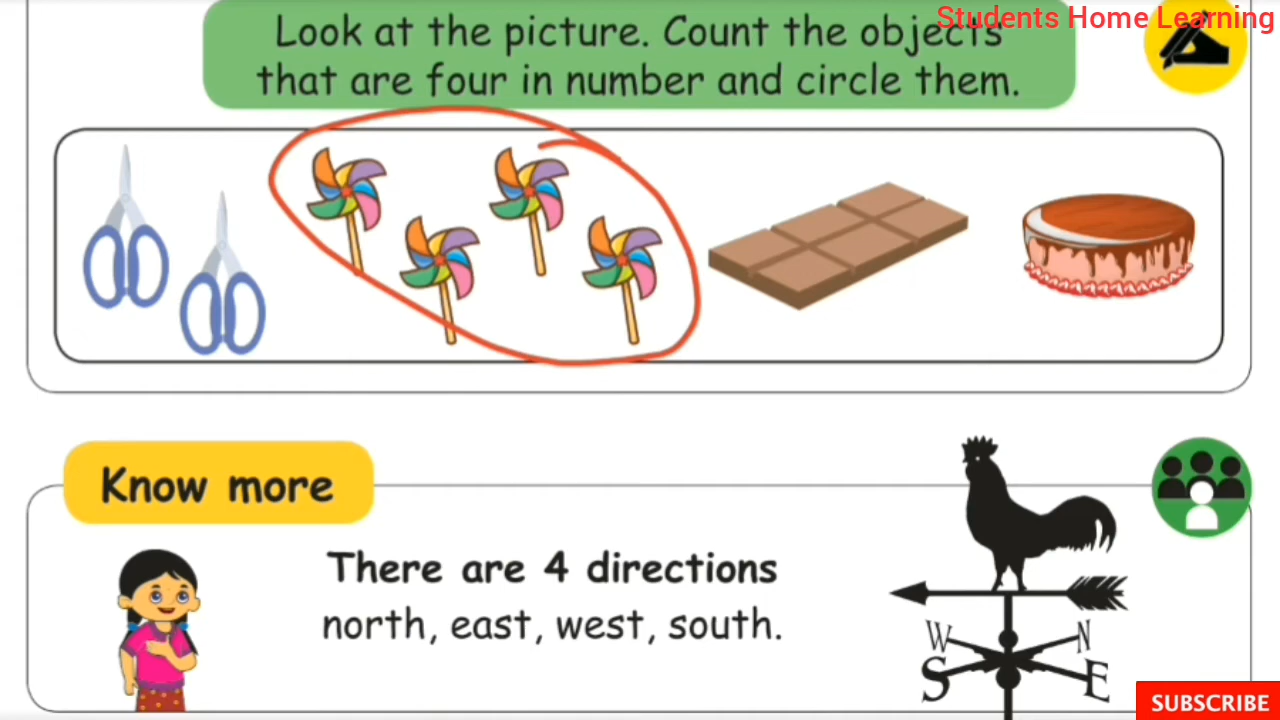 Students Home Learning
Look at the picture. Count the objects
that are four in number and circle them.
Know more
There are 4 directions
north, east, west, south.
W N
S E
SUBSCRIBE